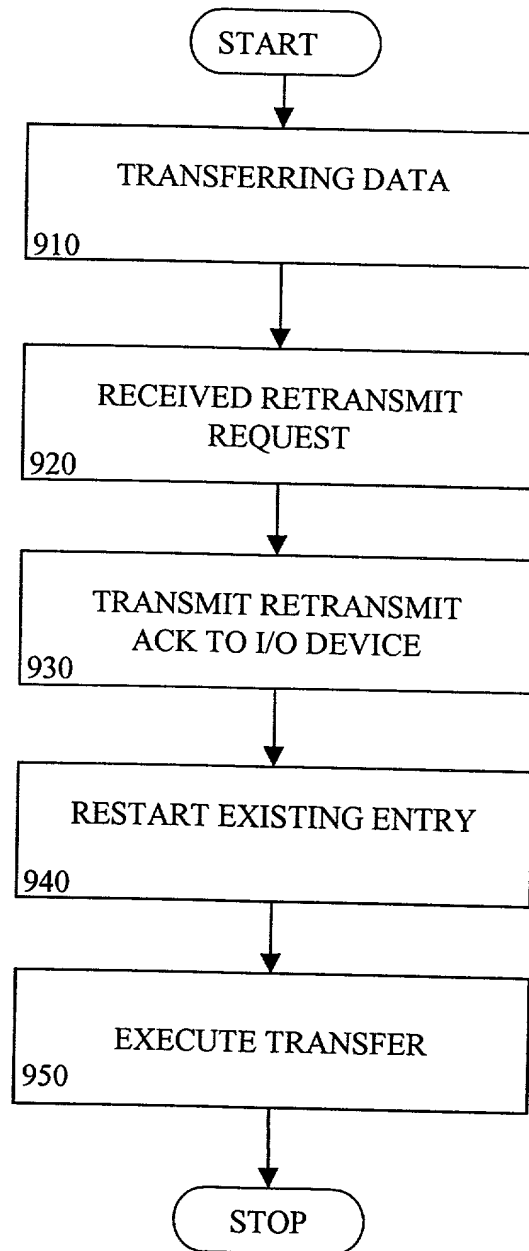 START
TRANSFERRING DATA
910
RECEIVED RETRANSMIT
REQUEST
920
TRANSMIT RETRANSMIT
ACK TO I/O DEVICE
930
RESTART EXISTING ENTRY
940
EXECUTE TRANSFER
950
STOP